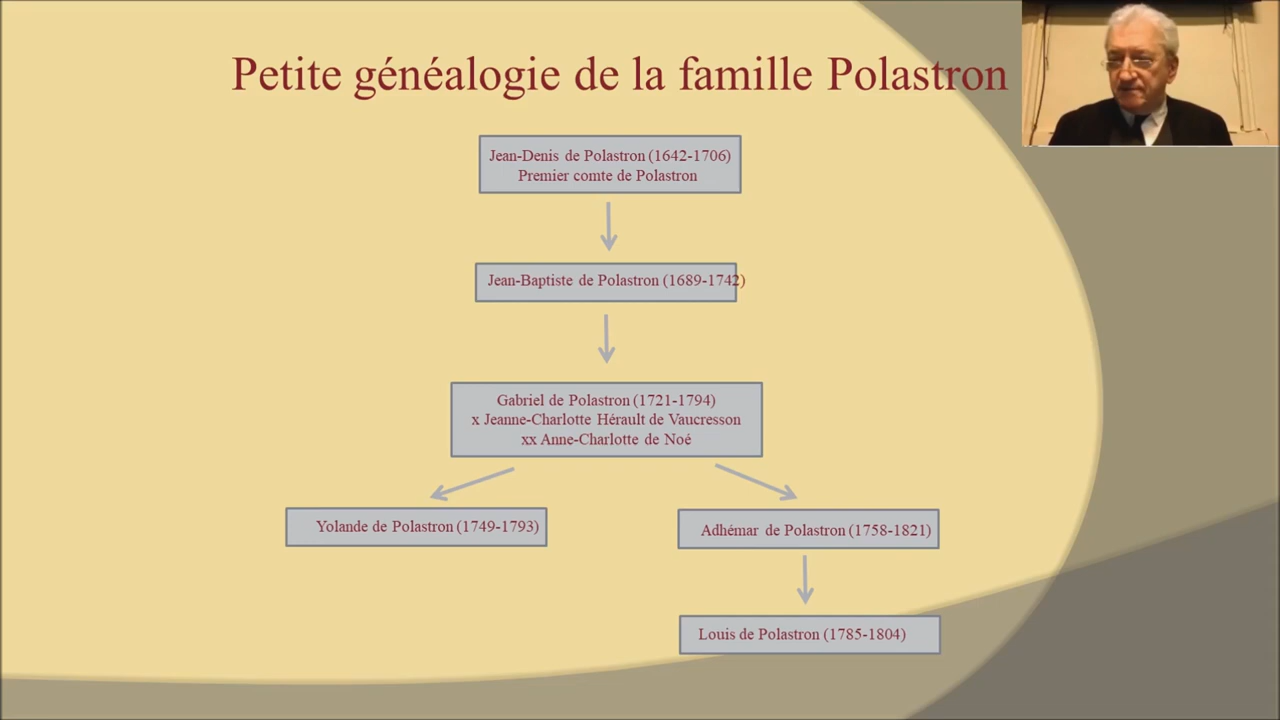 Petite généalogie de la famille Polastron
Jean-Denis de Polastron (1642-1706)
Premier comte de Polastron
Jean-Baptiste de Polastron (1689-1742)
Gabriel de Polastron (1721-1794)
x Jeanne-Charlotte Hérault de Vaucresson
xx Anne-Charlotte de Noé
Yolande de Polastron (1749-1793)
Adhémar de Polastron (1758-1821)
Louis de Polastron (1785-1804)